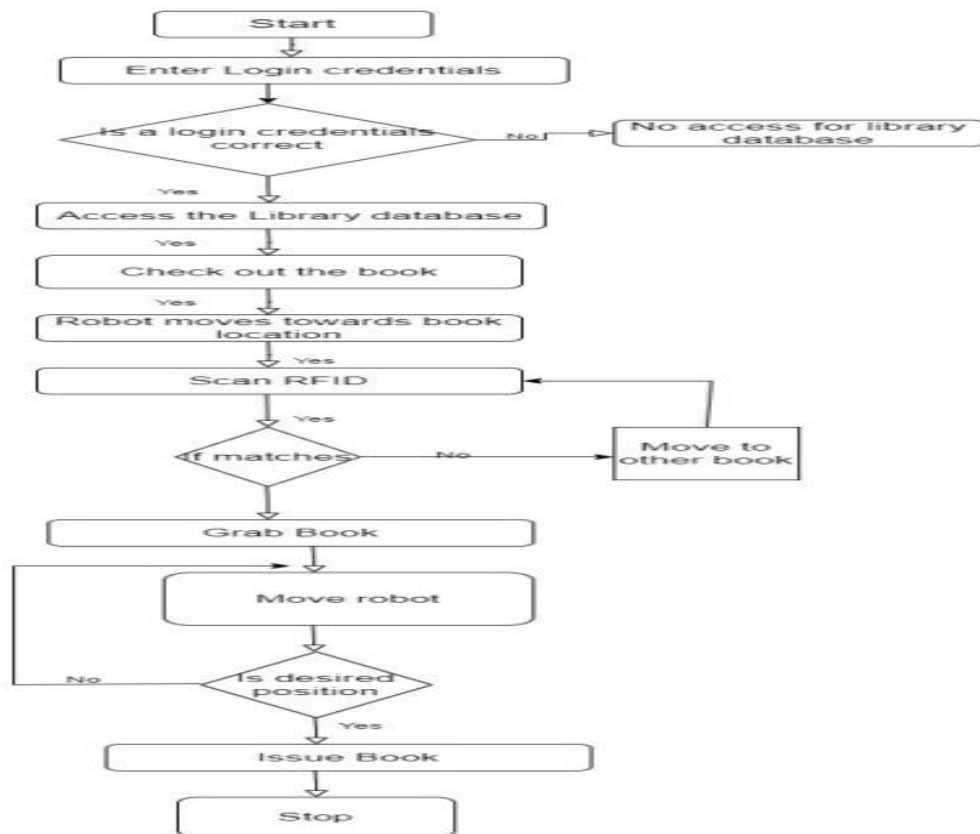 Start
Enter Login credentials
Is a login credentials
correct
No
No access for library
database
Yes
Access the Library database
Yes
Check out the book
Yes
Robot moves towards book
location
Yes
Scan RFID
Yes
If matches
No
Move to
other book
Grab Book
Move robot
Is desired
position
No
Yes
Issue Book
Stop